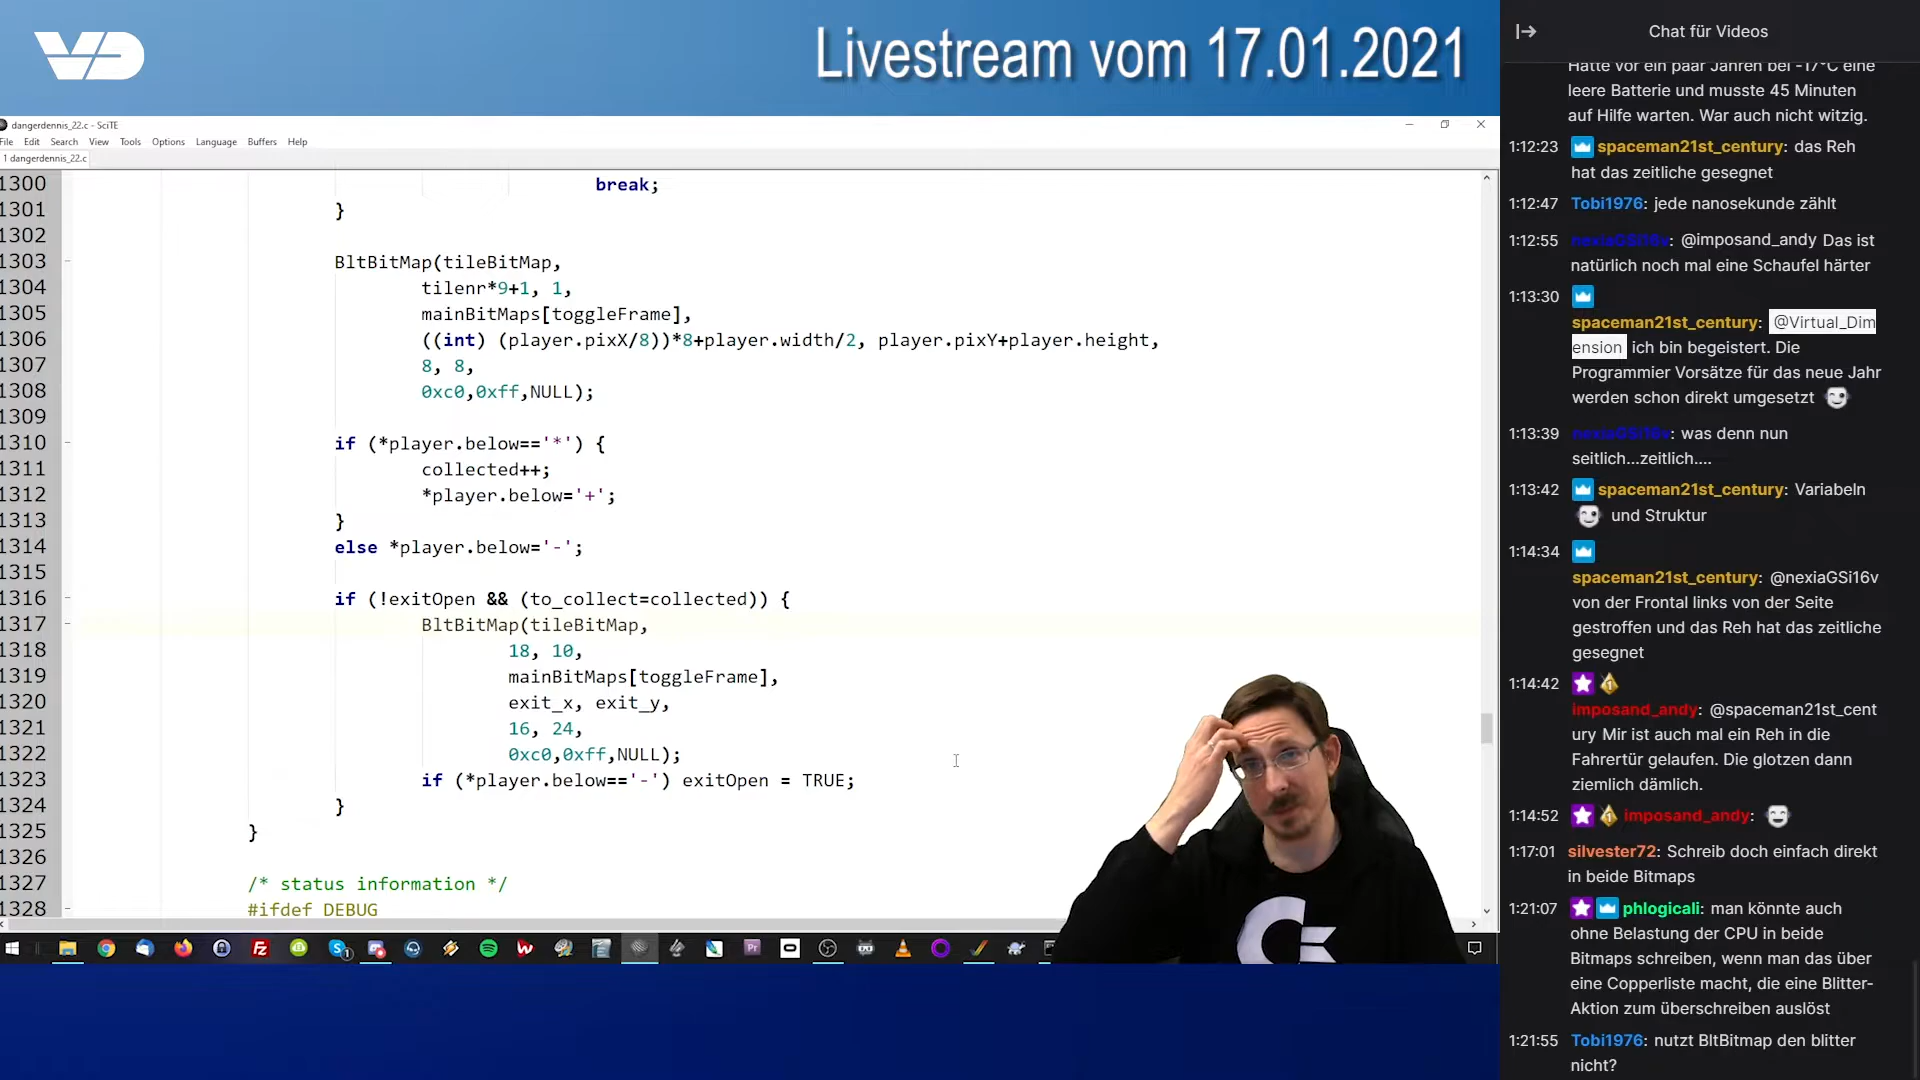 VD
Livestream vom 17.01.2021
dangerdennis_22.c - SciTE
File Edit Search View Tools Options Language Buffers Help
1 dangerdennis_22.c
1300 break;
1301 }
1302
1303 BltBitMap(tileBitMap,
1304 tilenr*9+1, 1,
1305 mainBitMaps[toggleFrame],
1306 ((int) (player.pixX/8))*8+player.width/2, player.pixY+player.height,
1307 8, 8,
1308 0xc0,0xff,NULL);
1309
1310 if (*player.below=='*') {
1311 collected++;
1312 *player.below='+';
1313 }
1314 else *player.below='-';
1315
1316 if (!exitOpen && (to_collect=collected)) {
1317 BltBitMap(tileBitMap,
1318 18, 10,
1319 mainBitMaps[toggleFrame],
1320 exit_x, exit_y,
1321 16, 24,
1322 0xc0,0xff,NULL);
1323 if (*player.below=='-') exitOpen = TRUE;
1324 }
1325 }
1326
1327 /* status information */
1328 #ifdef DEBUG
Chat für Videos
Hatte vor ein paar Jahren bei -17°C eine
leere Batterie und musste 45 Minuten
auf Hilfe warten. War auch nicht witzig.
1:12:23 spaceman21st_century: das Reh
hat das zeitliche gesegnet
1:12:47 Tobi1976: jede nanosekunde zählt
1:12:55 nexiaGSi16v: @imposand_andy Das ist
natürlich noch mal eine Schaufel härter
1:13:30
spaceman21st_century: @Virtual_Dim
ension ich bin begeistert. Die
Programmier Vorsätze für das neue Jahr
werden schon direkt umgesetzt
1:13:39 nexiaGSi16v: was denn nun
seitlich...zeitlich....
1:13:42 spaceman21st_century: Variabeln
und Struktur
1:14:34
spaceman21st_century: @nexiaGSi16v
von der Frontal links von der Seite
gestroffen und das Reh hat das zeitliche
gesegnet
1:14:42
imposand_andy: @spaceman21st_cent
ury Mir ist auch mal ein Reh in die
Fahrertür gelaufen. Die glotzen dann
ziemlich dämlich.
1:14:52 imposand_andy:
1:17:01 silvester72: Schreib doch einfach direkt
in beide Bitmaps
1:21:07 phlogicali: man könnte auch
ohne Belastung der CPU in beide
Bitmaps schreiben, wenn man das über
eine Copperliste macht, die eine Blitter-
Aktion zum überschreiben auslöst
1:21:55 Tobi1976: nutzt BltBitmap den blitter
nicht?